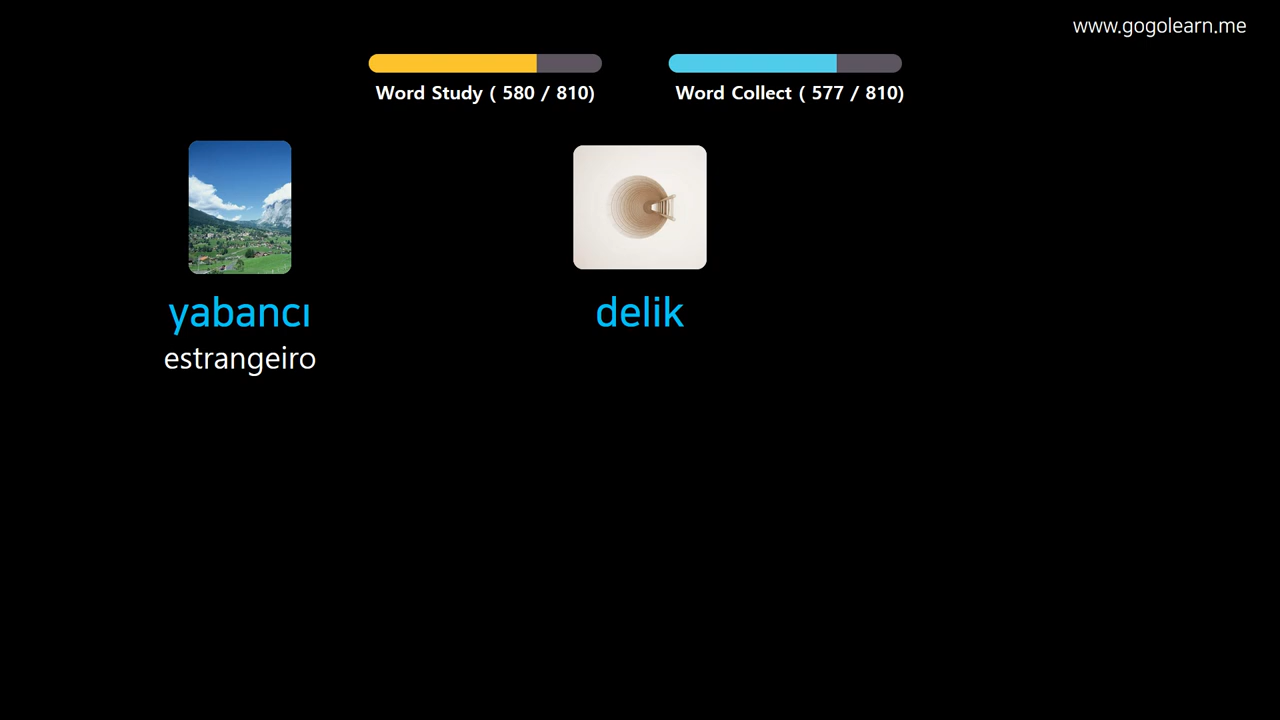 www.gogolearn.me
Word Study ( 580 / 810)
Word Collect ( 577 / 810)
yabancı
estrangeiro
delik